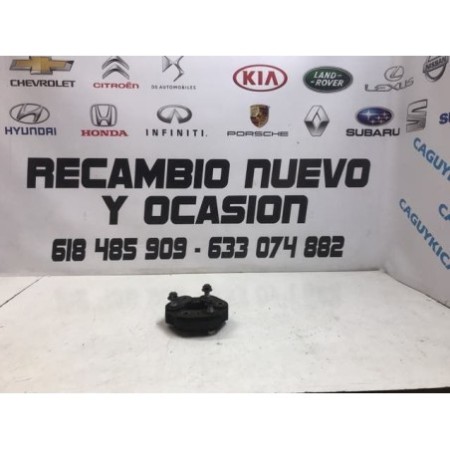 CHEVROLET CITROËN DS AUTOMOBILES KIA LAND ROVER LEXUS NISSAN
HYUNDAI HONDA INFINITI PORSCHE SUBARU
RECAMBIO NUEVO
Y OCASION
618 485 909 - 633 074 882